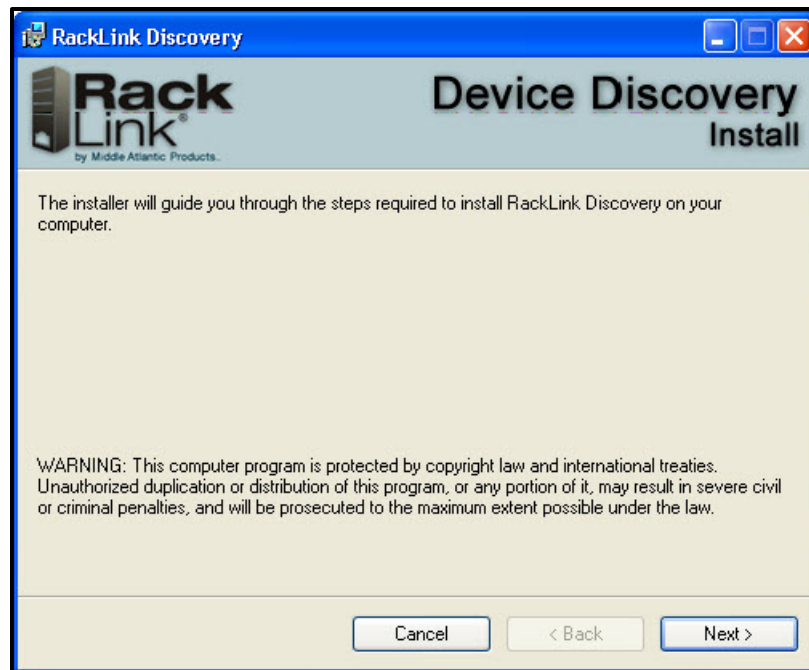 RackLink Discovery
Rack
Link®
by Middle Atlantic Products..
Device Discovery
Install
The installer will guide you through the steps required to install RackLink Discovery on your
computer.
WARNING: This computer program is protected by copyright law and international treaties.
Unauthorized duplication or distribution of this program, or any portion of it, may result in severe civil
or criminal penalties, and will be prosecuted to the maximum extent possible under the law.
Cancel
< Back
Next >